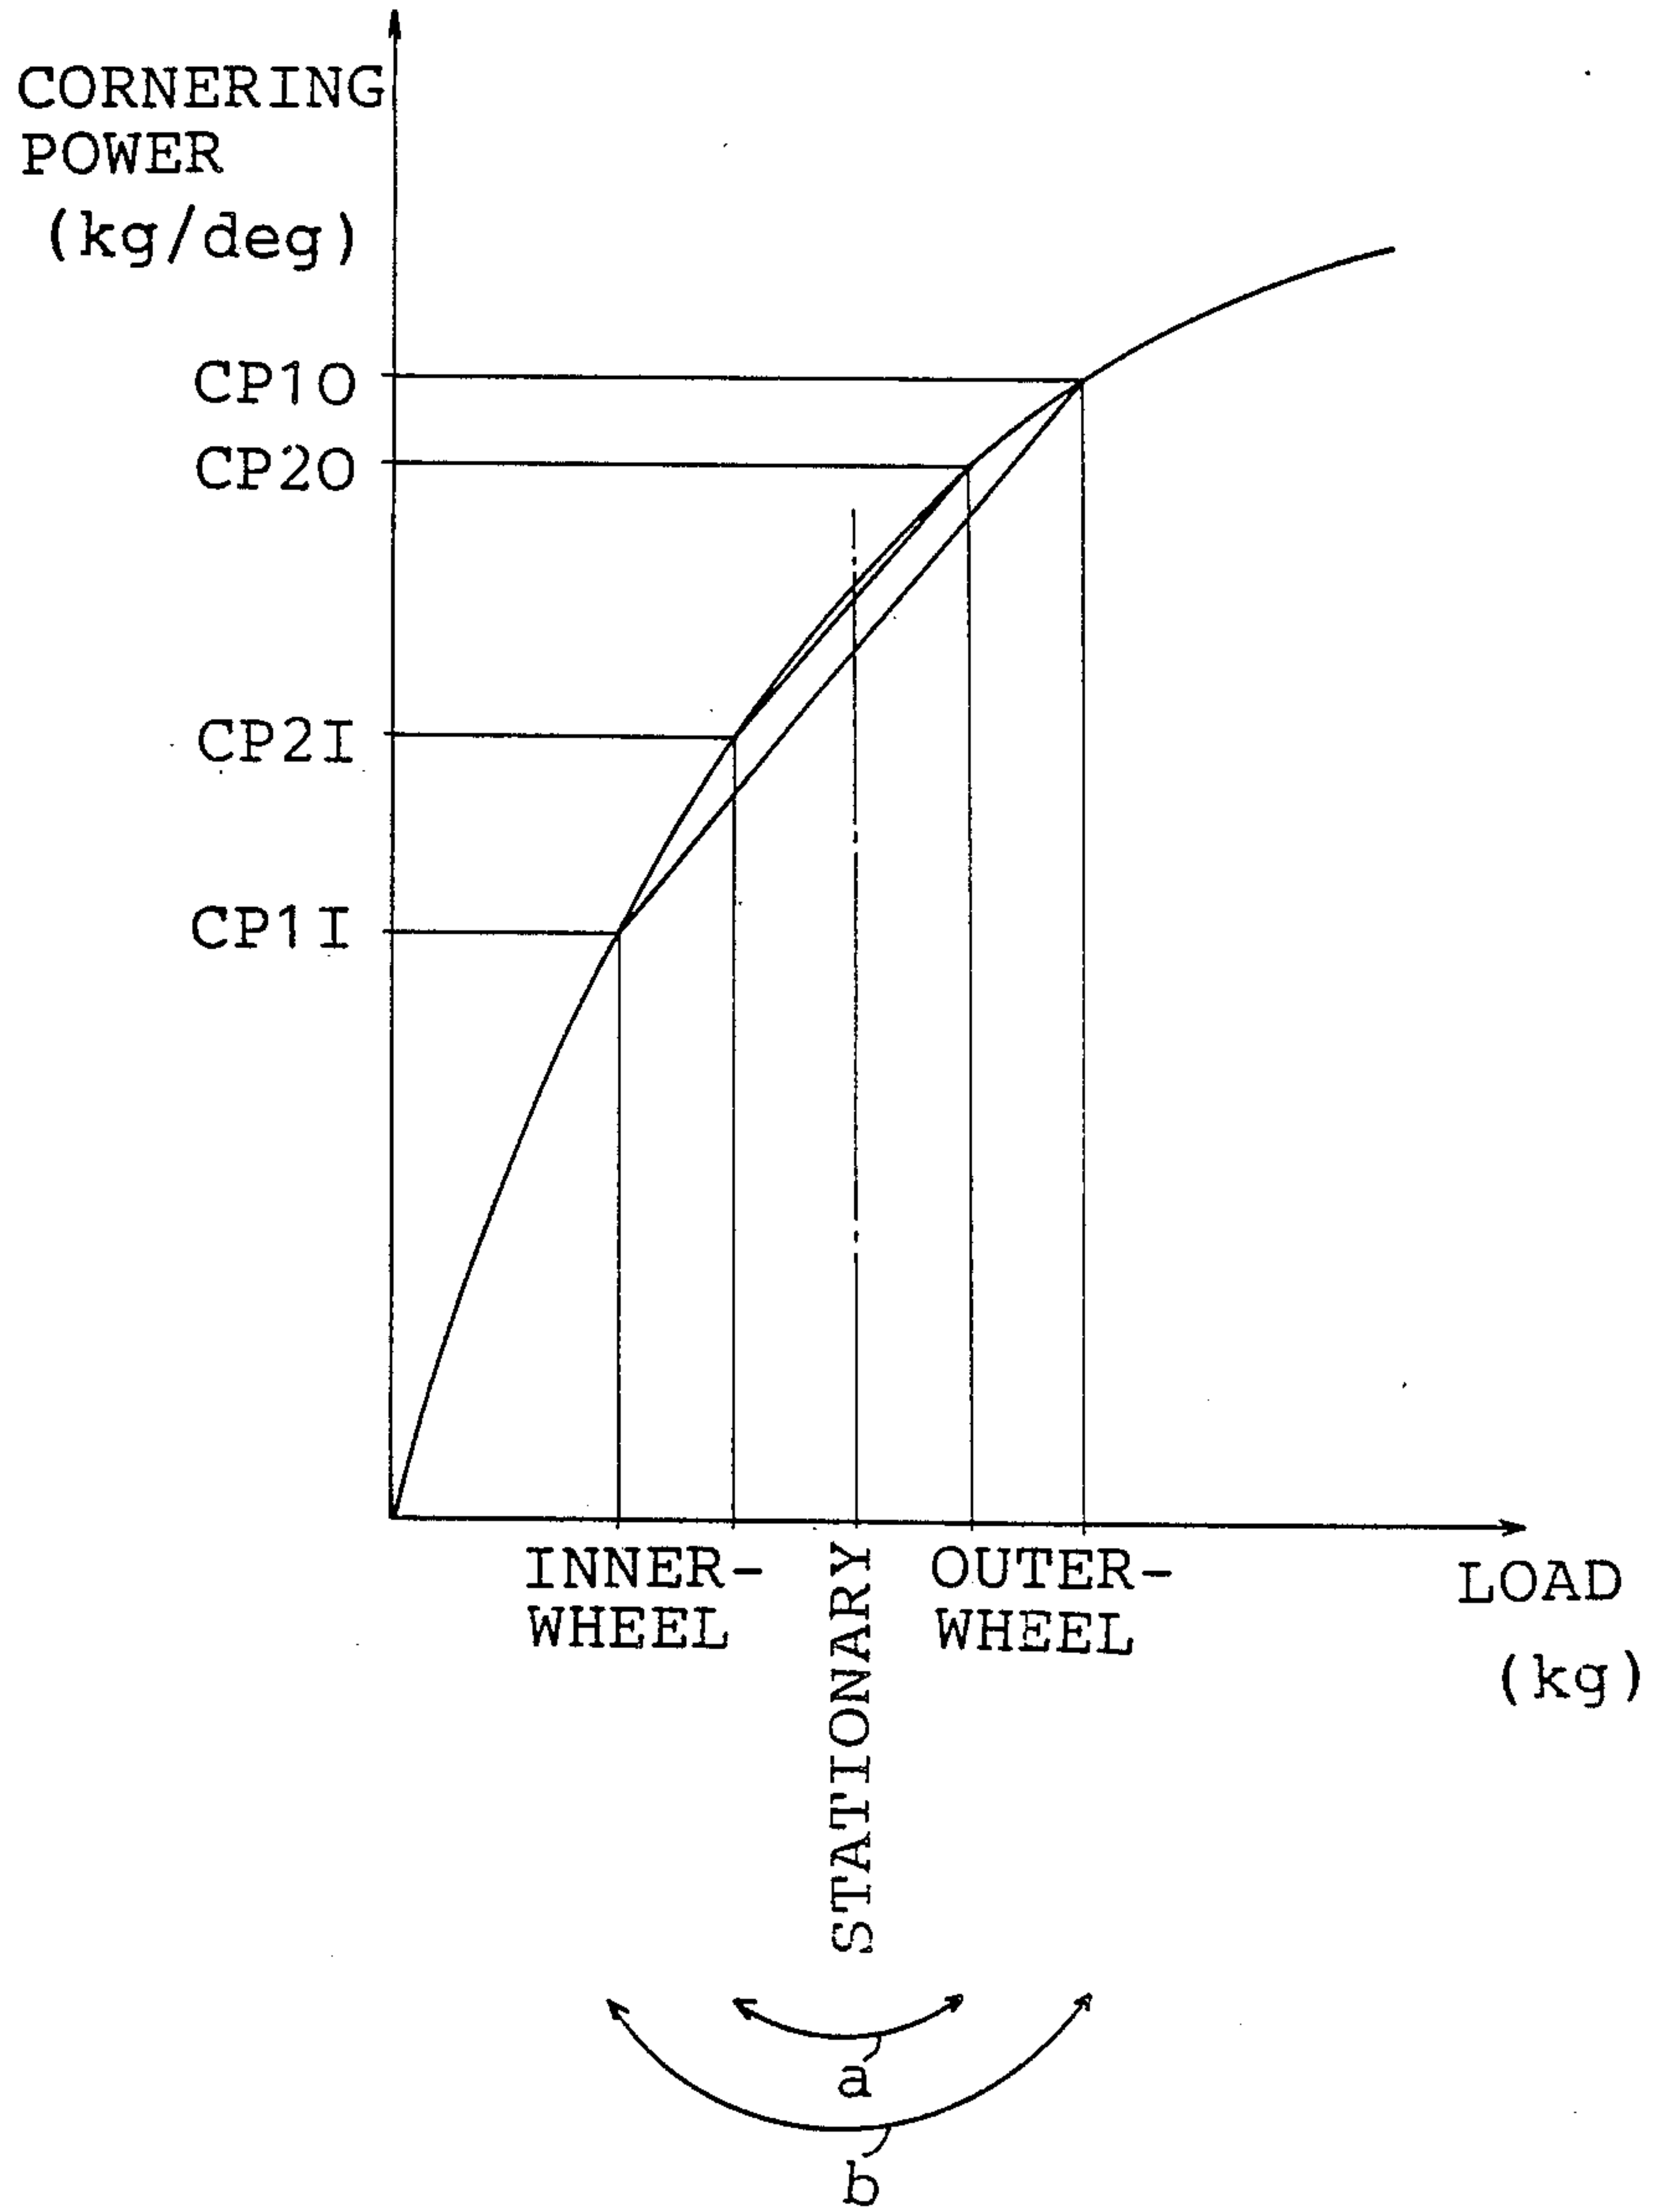 CORNERING
POWER
(kg/deg)
CP1O
CP2O
CP2I
CP1I
INNER-
WHEEL
STATIONARY
OUTER-
WHEEL
LOAD
(kg)
a
b